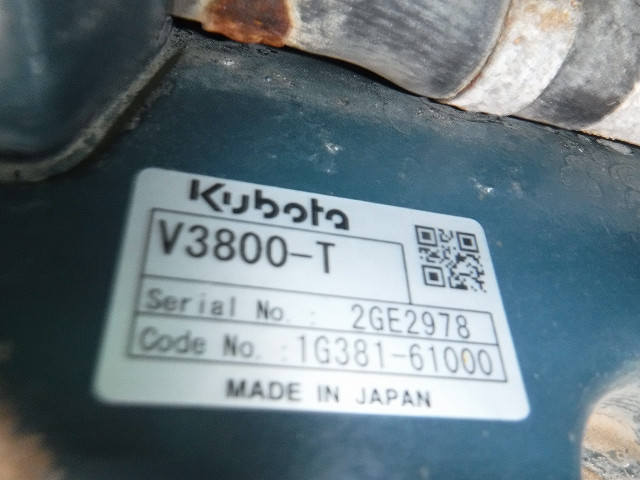 Kubota
V3800-T
Serial No. : 2GE2978
Code No. : 1G381-61000
MADE IN JAPAN